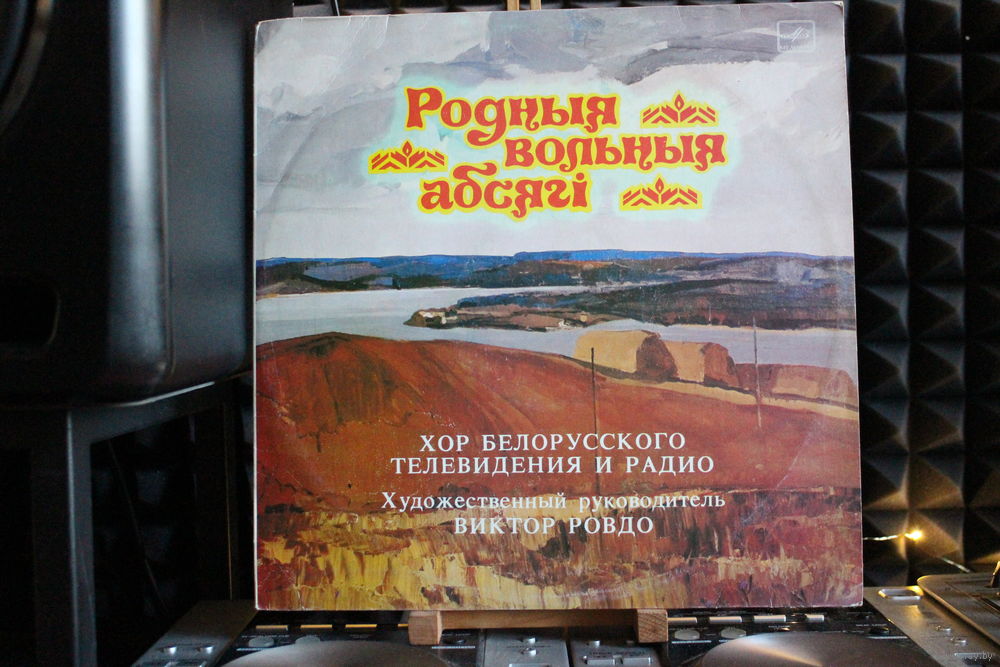 Родныя
вольныя
абсягі
ХОР БЕЛОРУССКОГО
ТЕЛЕВИДЕНИЯ И РАДИО
Художественный руководитель
ВИКТОР РОВДО